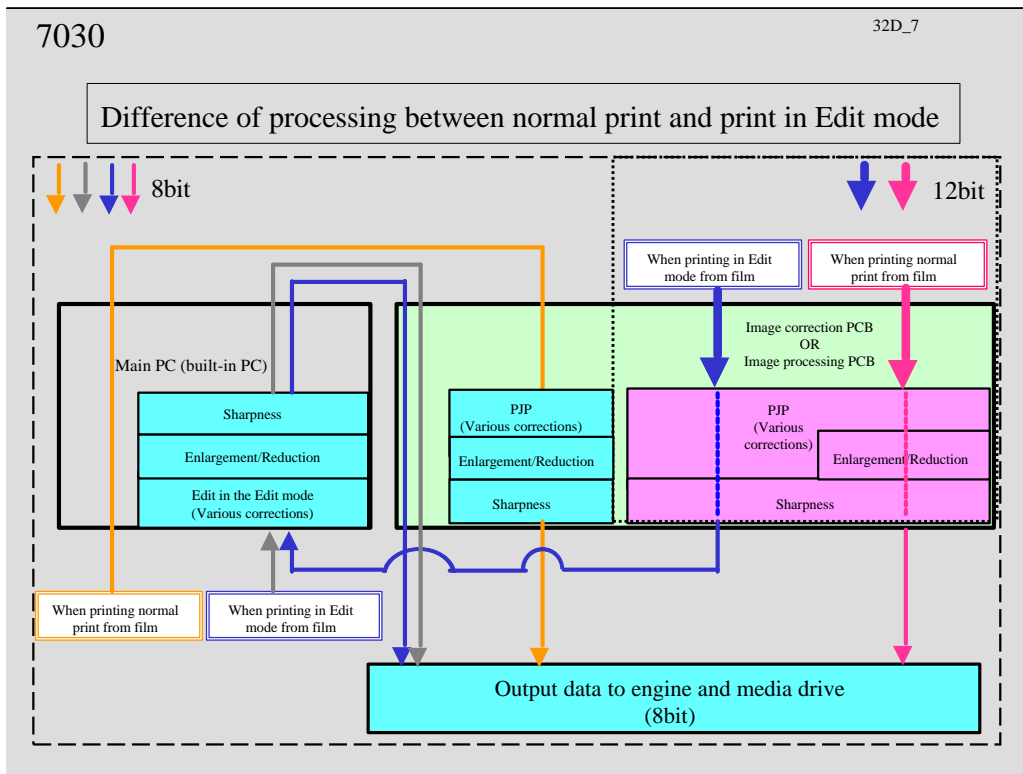 7030
32D_7
Difference of processing between normal print and print in Edit mode
8bit
12bit
When printing in Edit
mode from film
When printing normal
print from film
Image correction PCB
OR
Image processing PCB
Main PC (built-in PC)
Sharpness
Enlargement/Reduction
Edit in the Edit mode
(Various corrections)
PJP
(Various corrections)
Enlargement/Reduction
Sharpness
PJP
(Various
corrections)
Enlargement/Reduction
Sharpness
When printing normal
print from film
When printing in Edit
mode from film
Output data to engine and media drive
(8bit)